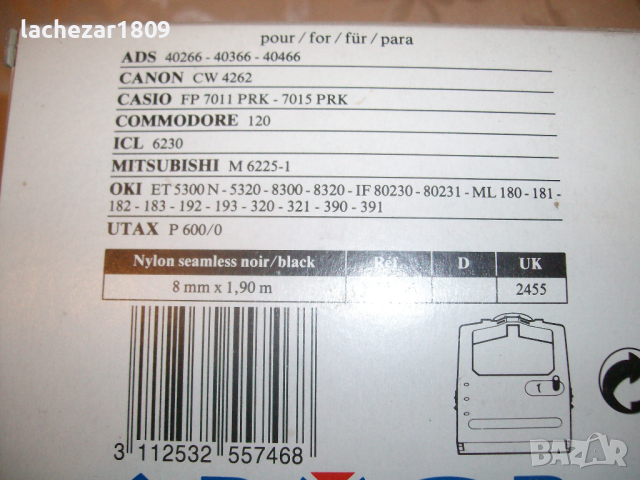 lachezar1809
pour / for / für / para
ADS 40266 - 40366 - 40466
CANON CW 4262
CASIO FP 7011 PRK - 7015 PRK
COMMODORE 120
ICL 6230
MITSUBISHI M 6225-1
OKI ET 5300 N - 5320 - 8300 - 8320 - IF 80230 - 80231 - ML 180 - 181 -
182 - 183 - 192 - 193 - 320 - 321 - 390 - 391
UTAX P 600/0
Nylon seamless noir/black Réf. D UK
8 mm x 1,90 m 2455
3 112532 557468
BAZAR
bg